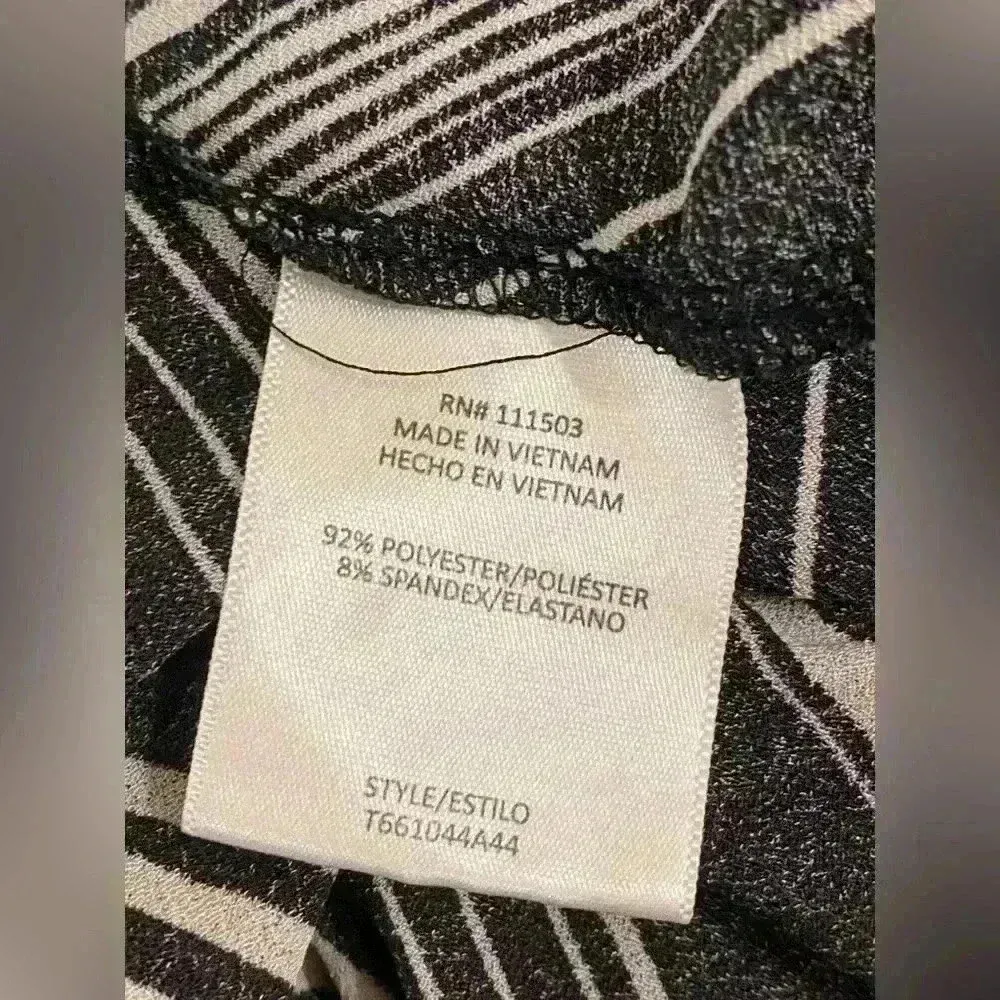 RN# 111503
MADE IN VIETNAM
HECHO EN VIETNAM
92% POLYESTER/POLIÉSTER
8% SPANDEX/ELASTANO
STYLE/ESTILO
T661044A44